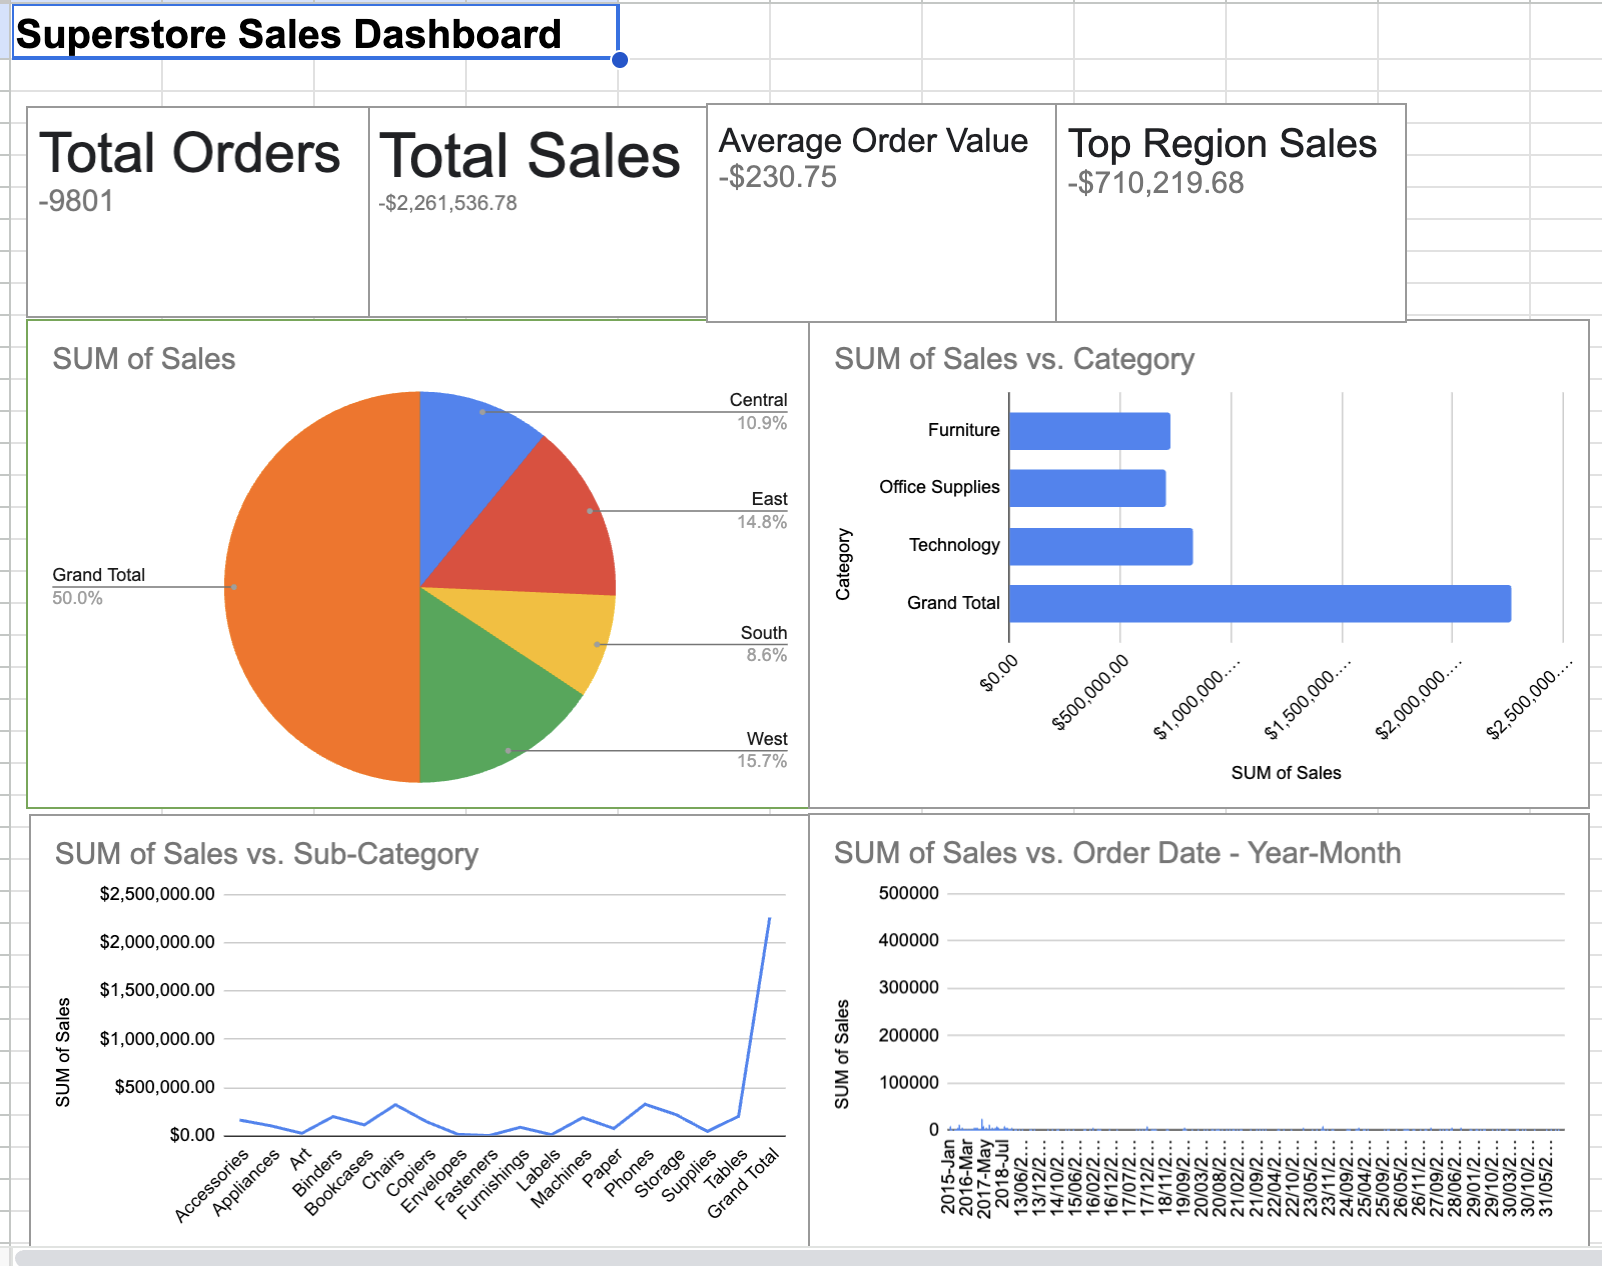 Superstore Sales Dashboard
Total Orders
-9801
Total Sales
-$2,261,536.78
Average Order Value
-$230.75
Top Region Sales
-$710,219.68
SUM of Sales
Central
10.9%
East
14.8%
Grand Total
50.0%
South
8.6%
West
15.7%
SUM of Sales vs. Category
Category
Furniture
Office Supplies
Technology
Grand Total
$0.00
$500,000.00
$1,000,000....
$1,500,000....
$2,000,000....
$2,500,000....
SUM of Sales
SUM of Sales vs. Sub-Category
SUM of Sales
$2,500,000.00
$2,000,000.00
$1,500,000.00
$1,000,000.00
$500,000.00
$0.00
Accessories
Appliances
Art
Binders
Bookcases
Chairs
Copiers
Envelopes
Fasteners
Furnishings
Labels
Machines
Paper
Phones
Storage
Supplies
Tables
Grand Total
SUM of Sales vs. Order Date - Year-Month
SUM of Sales
500000
400000
300000
200000
100000
0
2015-Jan
2016-Mar
2017-May
2018-Jul
13/06/2...
13/12/2...
14/10/2...
15/06/2...
16/02/2...
16/12/2...
17/07/2...
17/12/2...
18/11/2...
19/09/2...
20/03/2...
20/08/2...
21/02/2...
21/09/2...
22/04/2...
22/10/2...
23/05/2...
23/11/2...
24/09/2...
25/04/2...
25/09/2...
26/05/2...
26/11/2...
27/09/2...
28/06/2...
29/01/2...
29/10/2...
30/03/2...
30/10/2...
31/05/2...